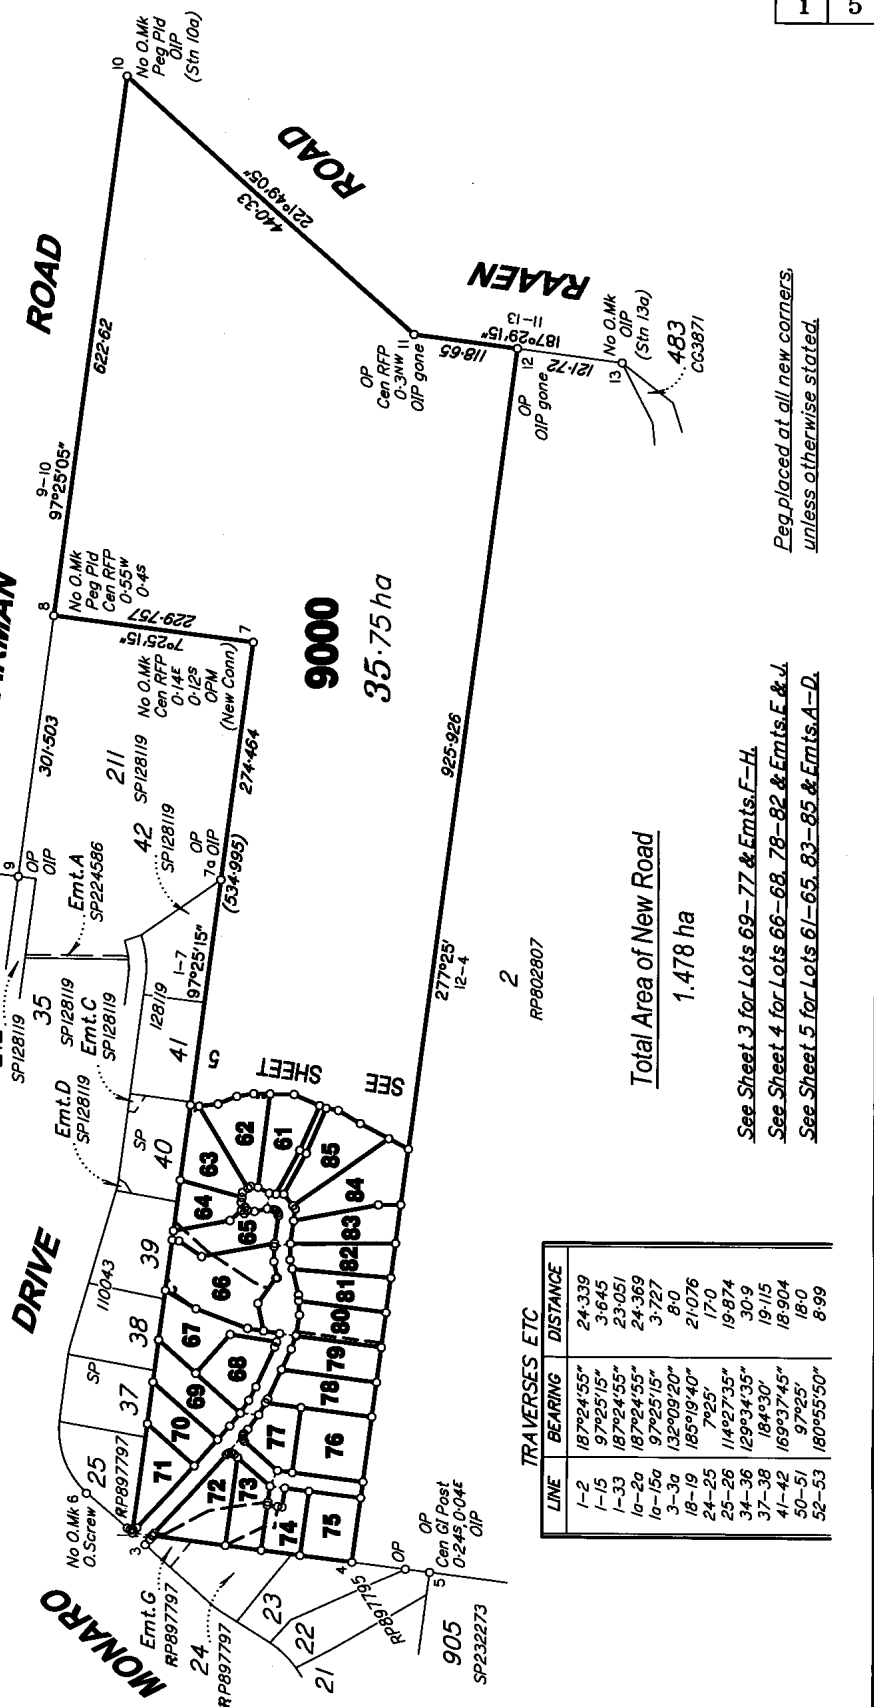 1 5
10
No O.Mk
Peg Pld
OIP
(Stn 10a)
ROAD
221°49'05"
440·33
ROAD
622·62
9-10
97°25'05"
RAAEN
11-13
187°29'15"
118·65
11
OP
Cen RFP
0·3NW
OIP gone
12
OP
OIP gone
121·72
13
No O.Mk
OIP
(Stn 13a)
483
CG3871
8
No O.Mk
Peg Pld
Cen RFP
0·55W
0·4S
229·757
7°25'15"
7
No O.Mk
Cen RFP
0·14E
0·12S
OPM
(New Conn)
301·503
211
SP128119
42
SP128119
274·464
OP
OIP
7a
(534·995)
9
OP
OIP
Emt.A
SP224586
1-7
97°25'15"
9000
35·75 ha
925·926
277°25'
12-4
2
RP802807
SP128119
35
SP128119
Emt.C
SP128119
Emt.D
SP128119
128119
41
SP
40
39
110043
38
SP
37
DRIVE
25
RP897797
SEE
SHEET
5
61
62
63
64
65
66
67
68
69
70
71
72
73
74
75
76
77
78
79
80
81
82
83
84
85
No O.Mk 6
O.Screw
3
MONARO
Emt.G
RP897797
24
RP897797
23
22
21
RP897795
4
OP
5
OP
Cen GI Post
0·24S,0·04E
OIP
905
SP232273
Peg placed at all new corners,
unless otherwise stated.
Total Area of New Road
1.478 ha
See Sheet 3 for Lots 69-77 & Emts.F-H.
See Sheet 4 for Lots 66-68, 78-82 & Emts.E & J.
See Sheet 5 for Lots 61-65, 83-85 & Emts.A-D.
TRAVERSES ETC
LINE BEARING DISTANCE
1-2 187°24'55" 24·339
1-15 97°25'15" 3·645
1-33 187°24'55" 23·051
1a-2a 187°24'55" 24·369
1a-15a 97°25'15" 3·727
3-3a 132°09'20" 8·0
18-19 185°19'40" 21·076
24-25 7°25' 17·0
25-26 114°27'35" 19·874
34-36 129°34'35" 30·9
37-38 184°30' 19·115
41-42 169°37'45" 18·904
50-51 97°25' 18·0
52-53 180°55'50" 8·99